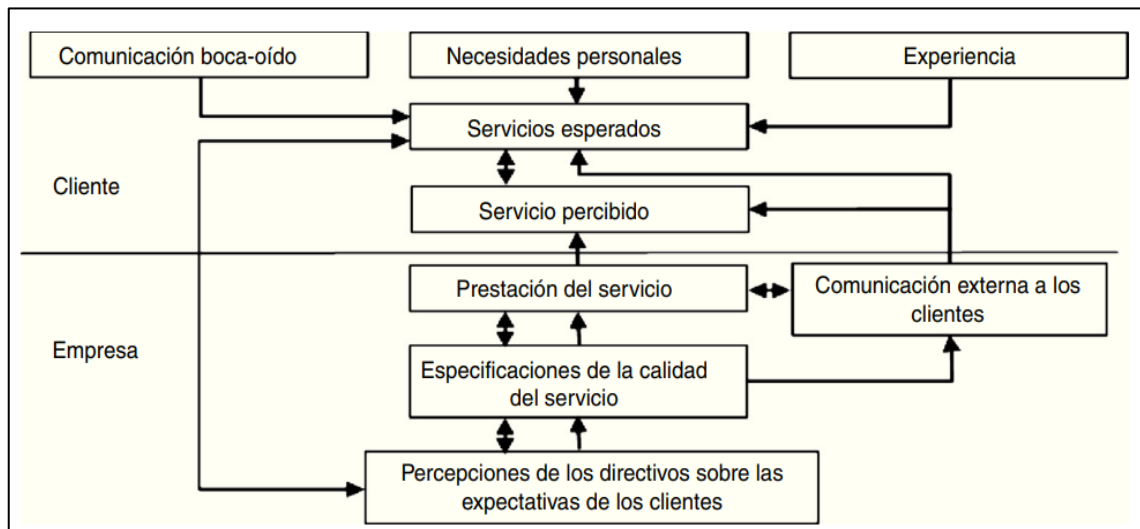 Comunicación boca-oído
Necesidades personales
Experiencia
Servicios esperados
Cliente
Servicio percibido
Prestación del servicio
Comunicación externa a los
clientes
Empresa
Especificaciones de la calidad
del servicio
Percepciones de los directivos sobre las
expectativas de los clientes